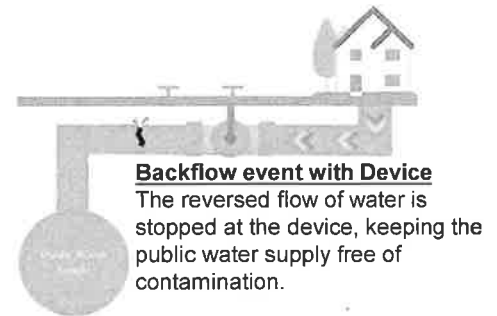 Backflow event with Device
The reversed flow of water is
stopped at the device, keeping the
public water supply free of
contamination.